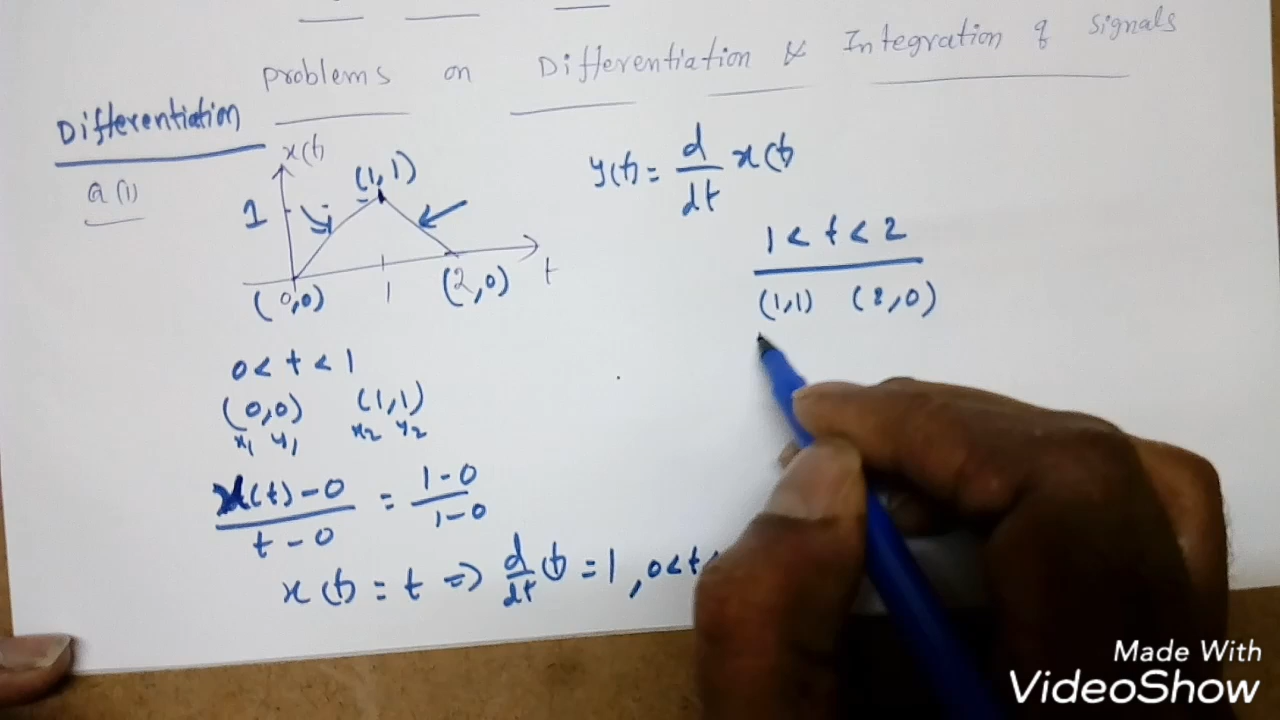 problems on Differentiation & Integration of signals
Differentiation
Q(1)
x(t)
(1,1)
1
(0,0)
1
(2,0)
t
y(t) = d/dt x(t)
1 < t < 2
(1,1) (2,0)
0 < t < 1
(0,0) (1,1)
x1 y1 x2 y2
x(t) - 0 / t - 0 = 1 - 0 / 1 - 0
x(t) = t => d/dt (t) = 1, 0 < t <
Made With
VideoShow